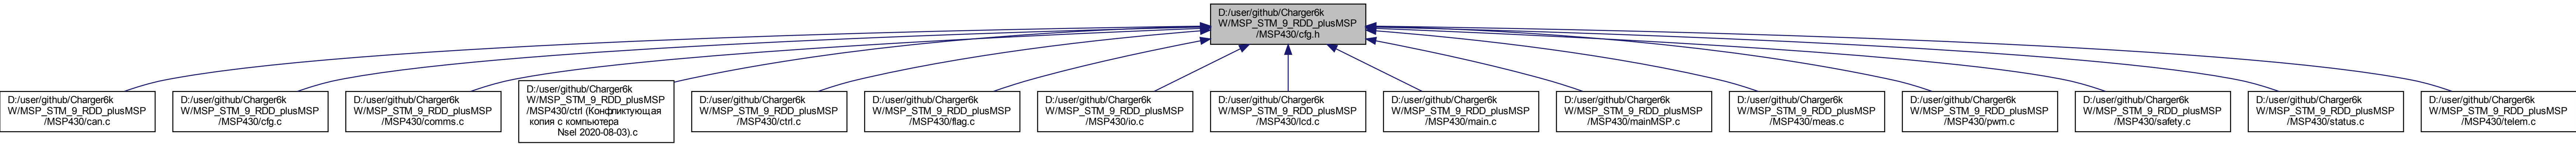 D:/user/github/Charger6k
W/MSP_STM_9_RDD_plusMSP
/MSP430/cfg.h
D:/user/github/Charger6k
W/MSP_STM_9_RDD_plusMSP
/MSP430/can.c
D:/user/github/Charger6k
W/MSP_STM_9_RDD_plusMSP
/MSP430/cfg.c
D:/user/github/Charger6k
W/MSP_STM_9_RDD_plusMSP
/MSP430/comms.c
D:/user/github/Charger6k
W/MSP_STM_9_RDD_plusMSP
/MSP430/ctrl (Конфликтующая
копия с компьютера
Nsel 2020-08-03).c
D:/user/github/Charger6k
W/MSP_STM_9_RDD_plusMSP
/MSP430/ctrl.c
D:/user/github/Charger6k
W/MSP_STM_9_RDD_plusMSP
/MSP430/flag.c
D:/user/github/Charger6k
W/MSP_STM_9_RDD_plusMSP
/MSP430/io.c
D:/user/github/Charger6k
W/MSP_STM_9_RDD_plusMSP
/MSP430/lcd.c
D:/user/github/Charger6k
W/MSP_STM_9_RDD_plusMSP
/MSP430/main.c
D:/user/github/Charger6k
W/MSP_STM_9_RDD_plusMSP
/MSP430/mainMSP.c
D:/user/github/Charger6k
W/MSP_STM_9_RDD_plusMSP
/MSP430/meas.c
D:/user/github/Charger6k
W/MSP_STM_9_RDD_plusMSP
/MSP430/pwm.c
D:/user/github/Charger6k
W/MSP_STM_9_RDD_plusMSP
/MSP430/safety.c
D:/user/github/Charger6k
W/MSP_STM_9_RDD_plusMSP
/MSP430/status.c
D:/user/github/Charger6k
W/MSP_STM_9_RDD_plusMSP
/MSP430/telem.c